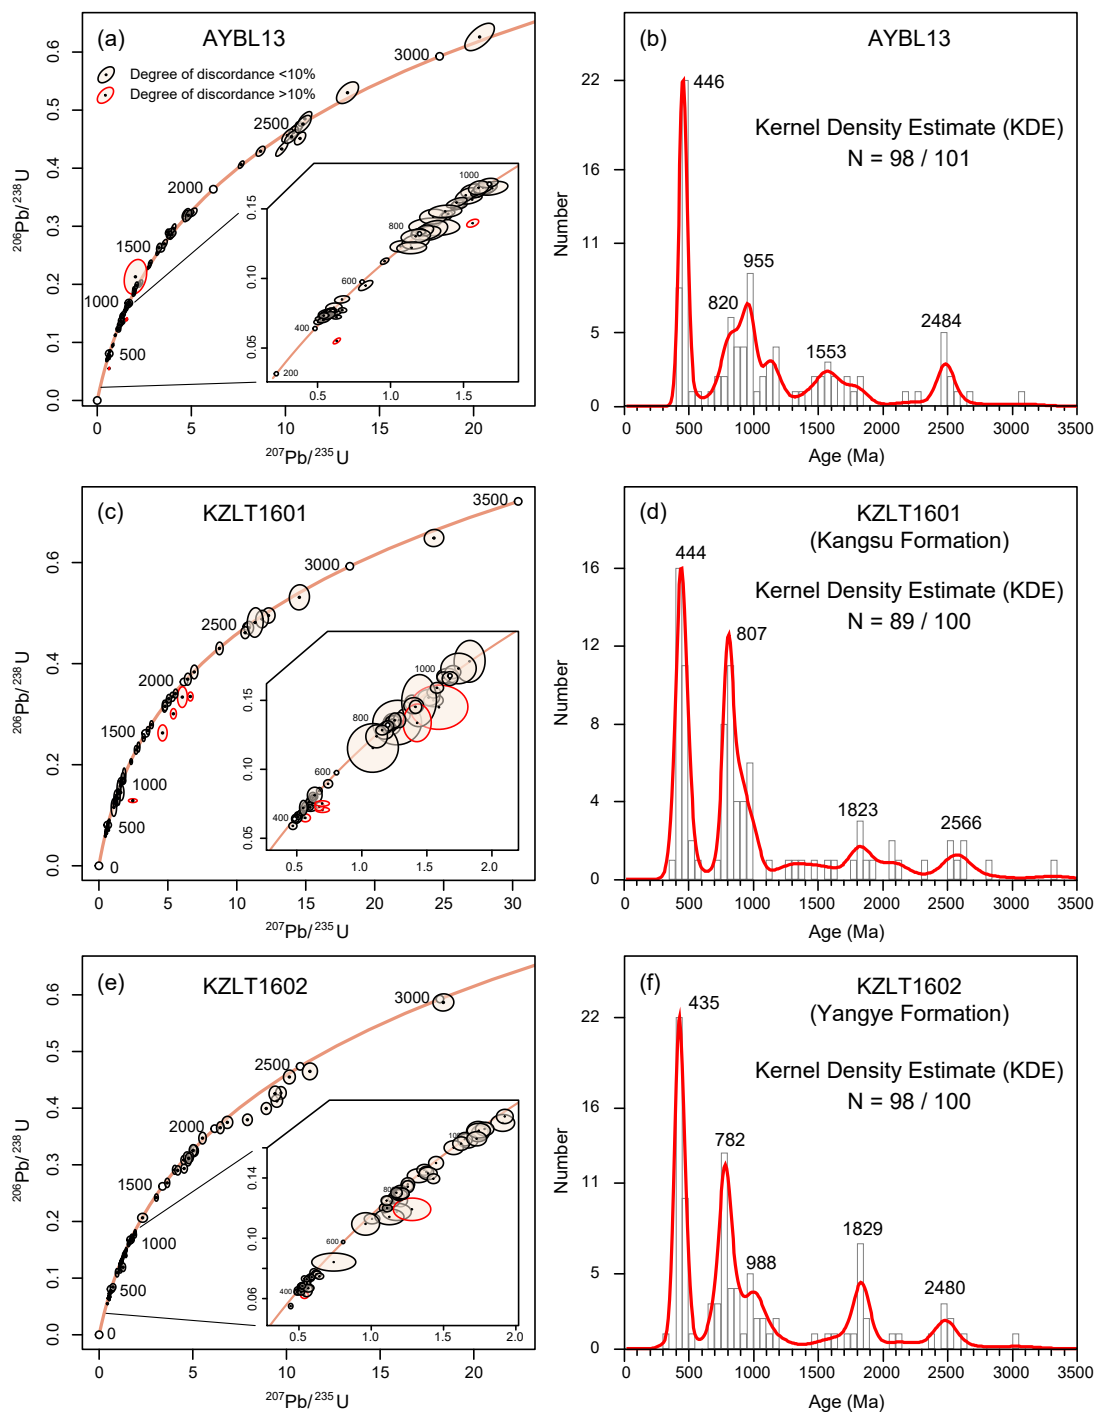 (a)
AYBL13
Degree of discordance <10%
Degree of discordance >10%
206Pb/238U
0.0 0.1 0.2 0.3 0.4 0.5 0.6
500
1000
1500
2000
2500
3000
0.05 0.10 0.15
200
400
600
800
1000
0.5 1.0 1.5
0 5 10 15 20
207Pb/235U
(b)
AYBL13
Kernel Density Estimate (KDE)
N = 98 / 101
Number
0 5 11 16 22
446
820
955
1553
2484
0 500 1000 1500 2000 2500 3000 3500
Age (Ma)
(c)
KZLT1601
206Pb/238U
0.0 0.2 0.4 0.6
0
500
1000
1500
2000
2500
3000
3500
0.05 0.10 0.15
400
600
800
1000
0.5 1.0 1.5 2.0
0 5 10 15 20 25 30
207Pb/235U
(d)
KZLT1601
(Kangsu Formation)
Kernel Density Estimate (KDE)
N = 89 / 100
Number
0 4 8 12 16
444
807
1823
2566
0 500 1000 1500 2000 2500 3000 3500
Age (Ma)
(e)
KZLT1602
206Pb/238U
0.0 0.1 0.2 0.3 0.4 0.5 0.6
0
500
1000
1500
2000
2500
3000
0.06 0.10 0.14
400
600
0.5 1.0 1.5 2.0
0 5 10 15 20
207Pb/235U
(f)
KZLT1602
(Yangye Formation)
Kernel Density Estimate (KDE)
N = 98 / 100
Number
0 5 11 16 22
435
782
988
1829
2480
0 500 1000 1500 2000 2500 3000 3500
Age (Ma)